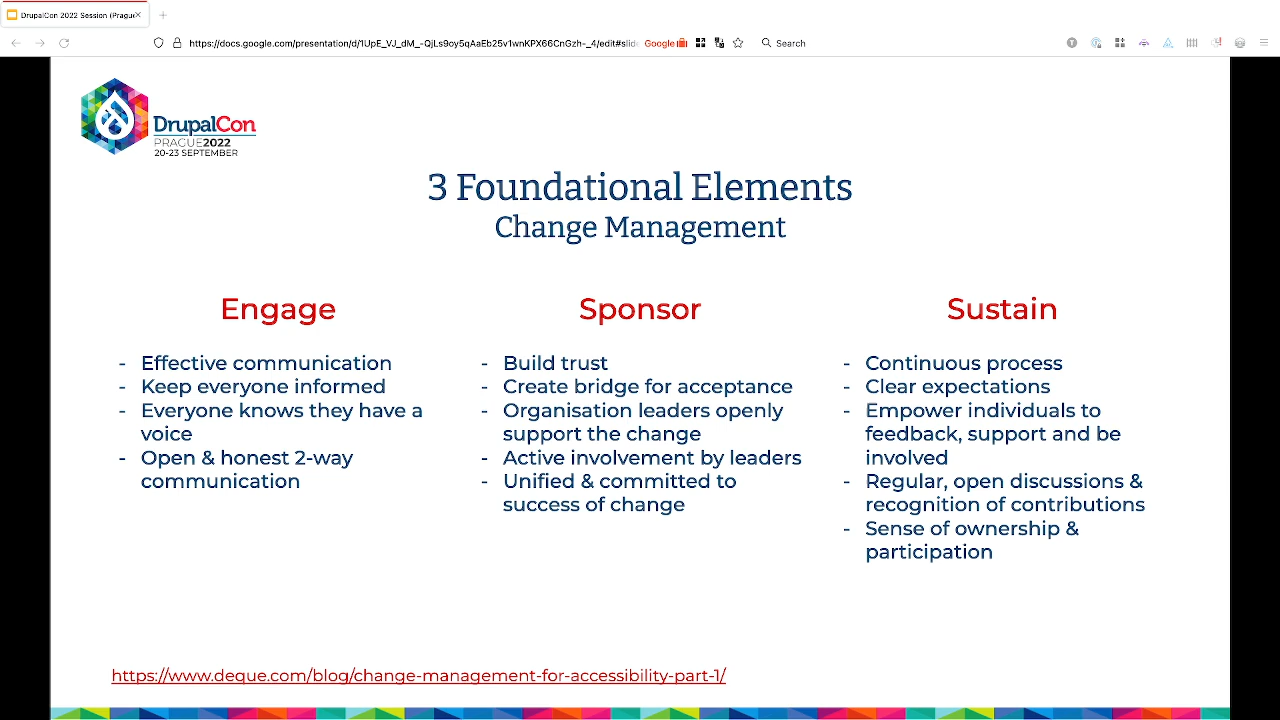 DrupalCon 2022 Session (Prague
https://docs.google.com/presentation/d/1UpE_VJ_dM_-QjLs9oy5qAaEb25v1wnKPX66CnGzh-_4/edit#slide
Google
Search
DrupalCon
PRAGUE2022
20-23 SEPTEMBER
3 Foundational Elements
Change Management
Engage
- Effective communication
- Keep everyone informed
- Everyone knows they have a
voice
- Open & honest 2-way
communication
Sponsor
- Build trust
- Create bridge for acceptance
- Organisation leaders openly
support the change
- Active involvement by leaders
- Unified & committed to
success of change
Sustain
- Continuous process
- Clear expectations
- Empower individuals to
feedback, support and be
involved
- Regular, open discussions &
recognition of contributions
- Sense of ownership &
participation
https://www.deque.com/blog/change-management-for-accessibility-part-1/